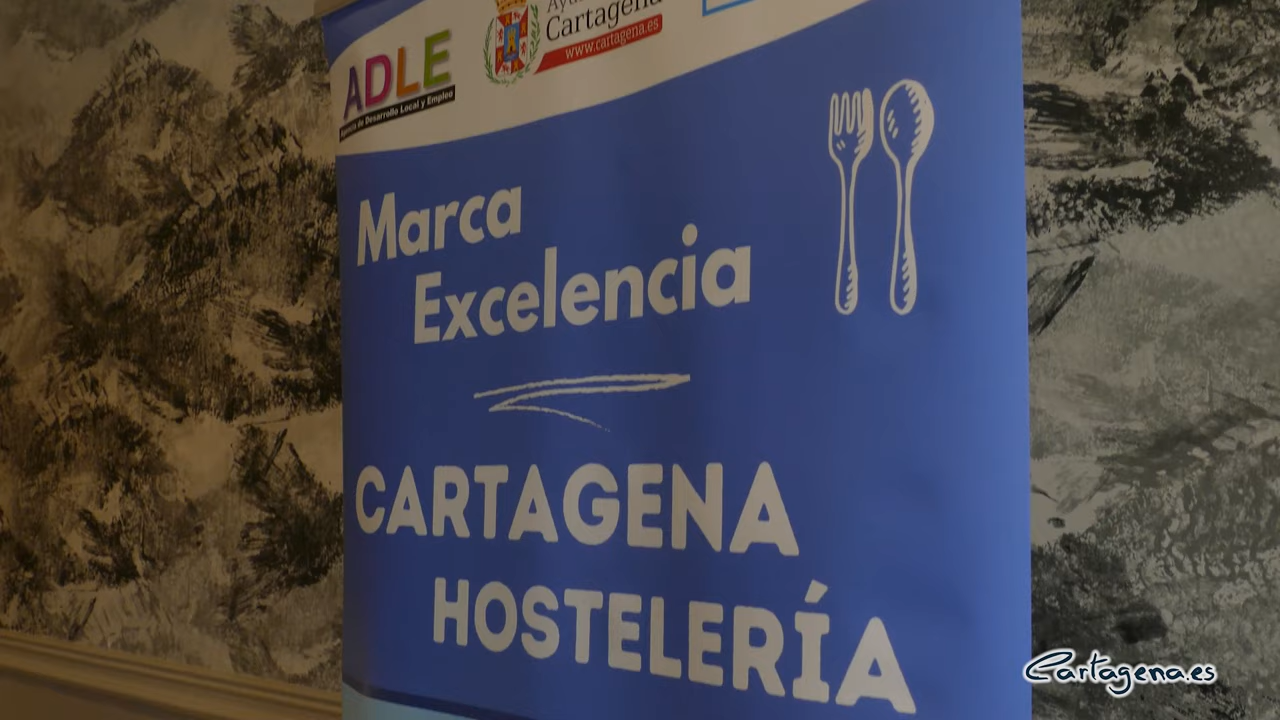 ADLE
Agencia de Desarrollo Local y Empleo
Cartagena
www.cartagena.es
Marca
Excelencia
CARTAGENA
HOSTELERÍA
Cartagena.es